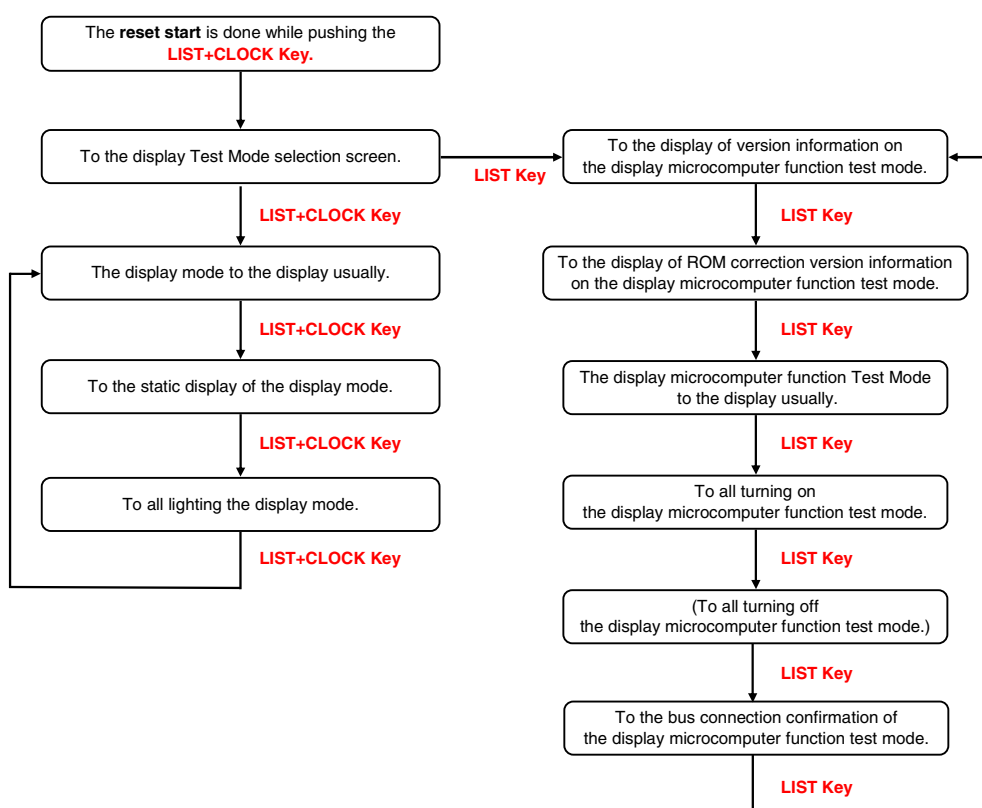 The reset start is done while pushing the
LIST+CLOCK Key.
To the display Test Mode selection screen.
LIST Key
To the display of version information on
the display microcomputer function test mode.
LIST+CLOCK Key
The display mode to the display usually.
LIST+CLOCK Key
To the static display of the display mode.
LIST+CLOCK Key
To all lighting the display mode.
LIST+CLOCK Key
LIST Key
To the display of ROM correction version information
on the display microcomputer function test mode.
LIST Key
The display microcomputer function Test Mode
to the display usually.
LIST Key
To all turning on
the display microcomputer function test mode.
LIST Key
(To all turning off
the display microcomputer function test mode.)
LIST Key
To the bus connection confirmation of
the display microcomputer function test mode.
LIST Key